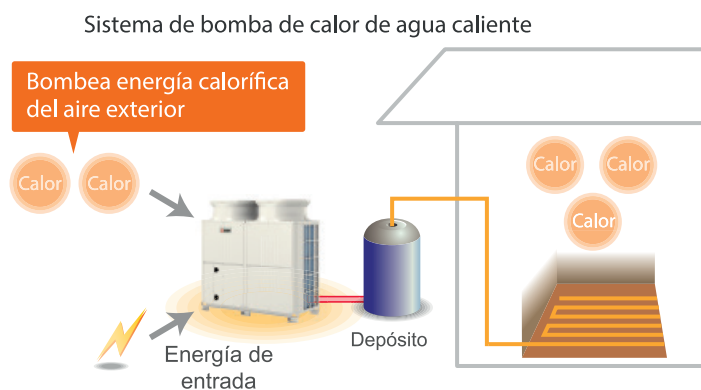 Sistema de bomba de calor de agua caliente
Bombea energía calorífica
del aire exterior
Calor
Calor
Calor
Calor
Calor
Energía de
entrada
Depósito